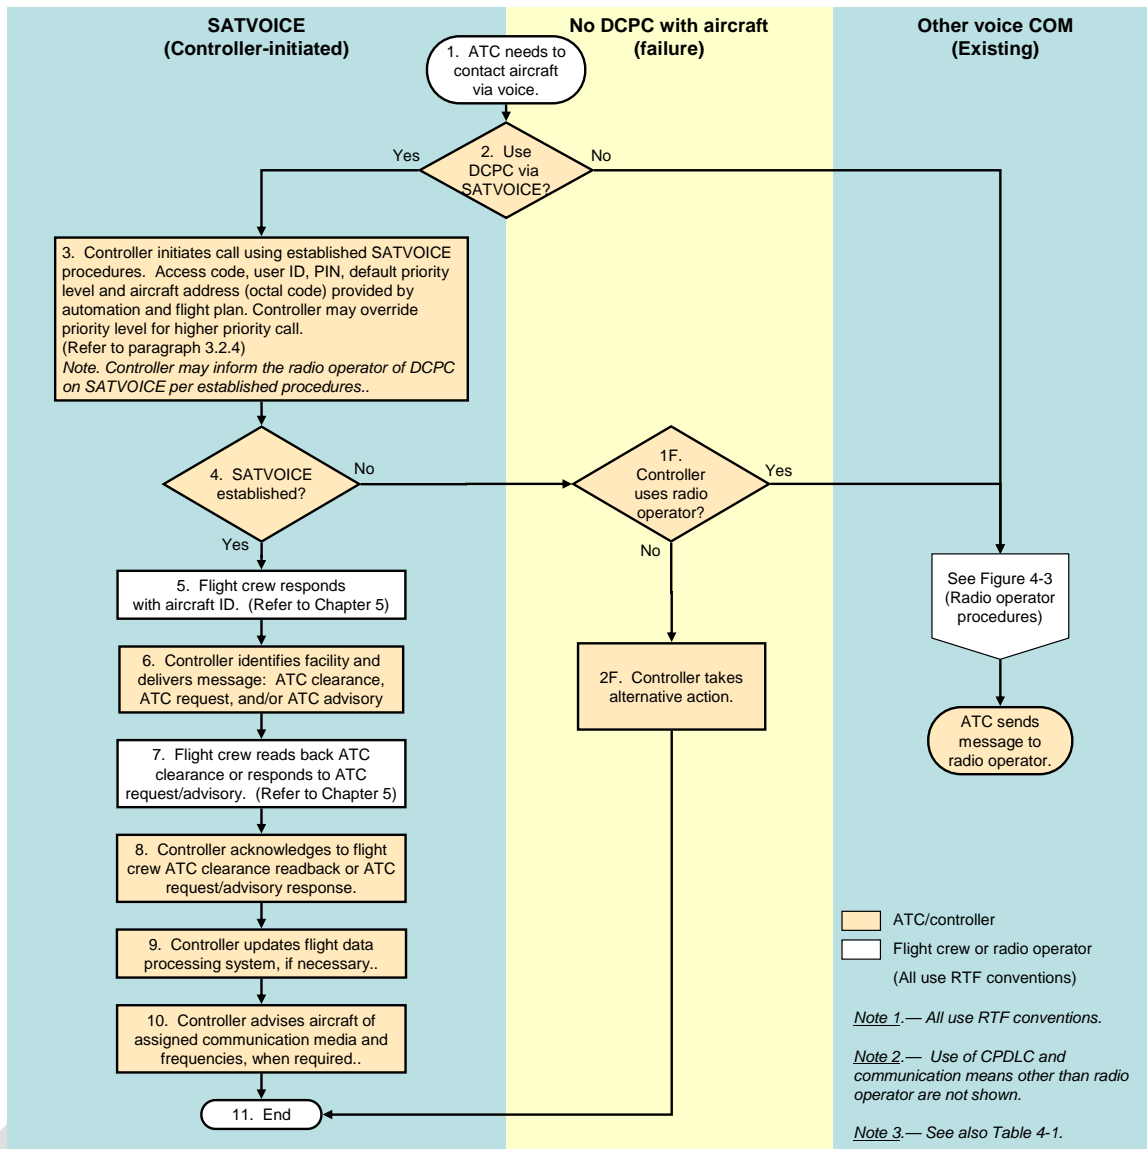 SATVOICE
(Controller-initiated)
No DCPC with aircraft
(failure)
Other voice COM
(Existing)
1. ATC needs to
contact aircraft
via voice.
2. Use
DCPC via
SATVOICE?
Yes
No
3. Controller initiates call using established SATVOICE
procedures. Access code, user ID, PIN, default priority
level and aircraft address (octal code) provided by
automation and flight plan. Controller may override
priority level for higher priority call.
(Refer to paragraph 3.2.4)
Note. Controller may inform the radio operator of DCPC
on SATVOICE per established procedures..
4. SATVOICE
established?
No
Yes
1F.
Controller
uses radio
operator?
Yes
No
5. Flight crew responds
with aircraft ID. (Refer to Chapter 5)
See Figure 4-3
(Radio operator
procedures)
6. Controller identifies facility and
delivers message: ATC clearance,
ATC request, and/or ATC advisory
2F. Controller takes
alternative action.
ATC sends
message to
radio operator.
7. Flight crew reads back ATC
clearance or responds to ATC
request/advisory. (Refer to Chapter 5)
8. Controller acknowledges to flight
crew ATC clearance readback or ATC
request/advisory response.
9. Controller updates flight data
processing system, if necessary..
10. Controller advises aircraft of
assigned communication media and
frequencies, when required..
11. End
ATC/controller
Flight crew or radio operator
(All use RTF conventions)
Note 1.— All use RTF conventions.
Note 2.— Use of CPDLC and
communication means other than radio
operator are not shown.
Note 3.— See also Table 4-1.